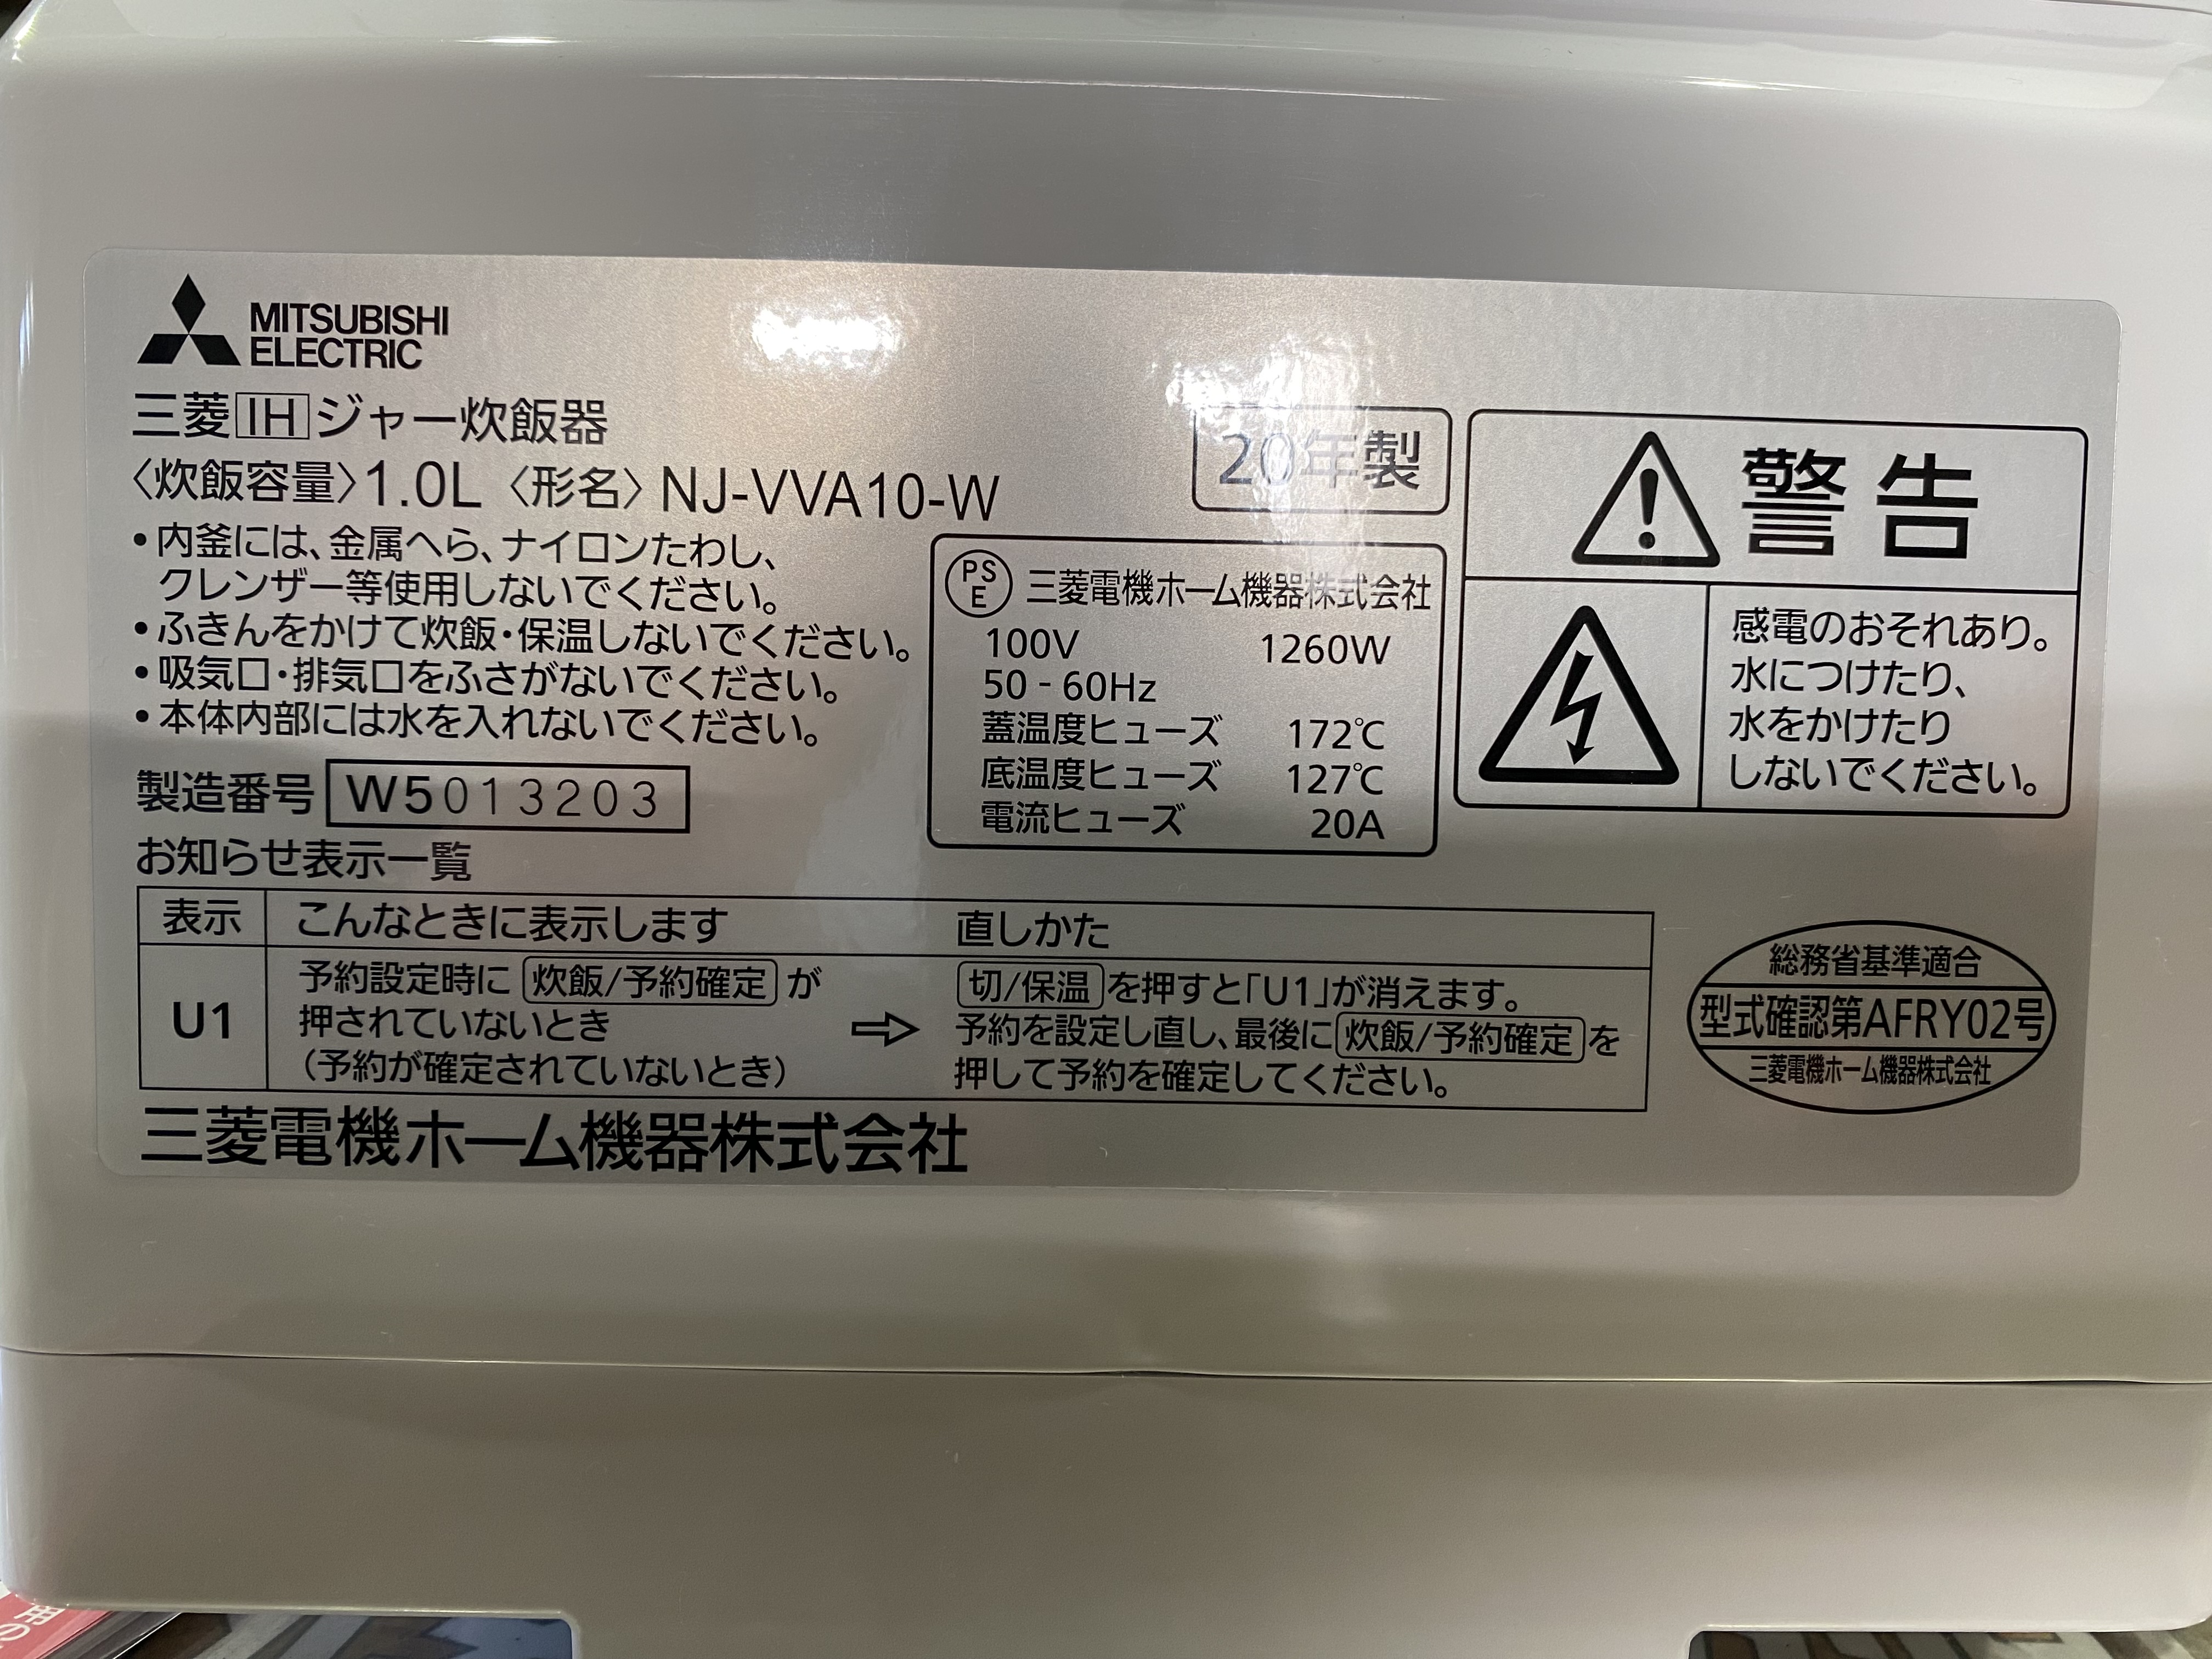 MITSUBISHI
ELECTRIC
三菱IHジャー炊飯器
〈炊飯容量〉1.0L 〈形名〉NJ-VVA10-W
•内釜には、金属へら、ナイロンたわし、
クレンザー等使用しないでください。
•ふきんをかけて炊飯・保温しないでください。
•吸気口・排気口をふさがないでください。
•本体内部には水を入れないでください。
製造番号 W5013203
20年製
PS
E
三菱電機ホーム機器株式会社
100V 1260W
50 - 60Hz
蓋温度ヒューズ 172℃
底温度ヒューズ 127℃
電流ヒューズ 20A
警告
感電のおそれあり。
水につけたり、
水をかけたり
しないでください。
お知らせ表示一覧
表示 こんなときに表示します 直しかた
U1
予約設定時に 炊飯/予約確定 が
押されていないとき
（予約が確定されていないとき）
⇨
切/保温 を押すと「U1」が消えます。
予約を設定し直し、最後に 炊飯/予約確定 を
押して予約を確定してください。
総務省基準適合
型式確認第AFRY02号
三菱電機ホーム機器株式会社
三菱電機ホーム機器株式会社
用
の